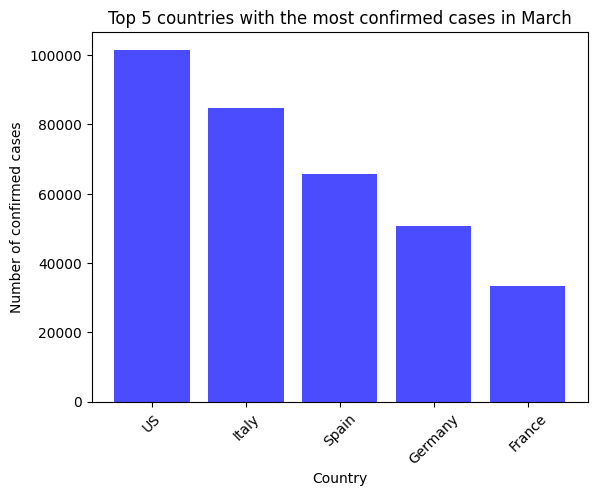 Top 5 countries with the most confirmed cases in March
Number of confirmed cases
100000
80000
60000
40000
20000
0
US
Italy
Spain
Germany
France
Country